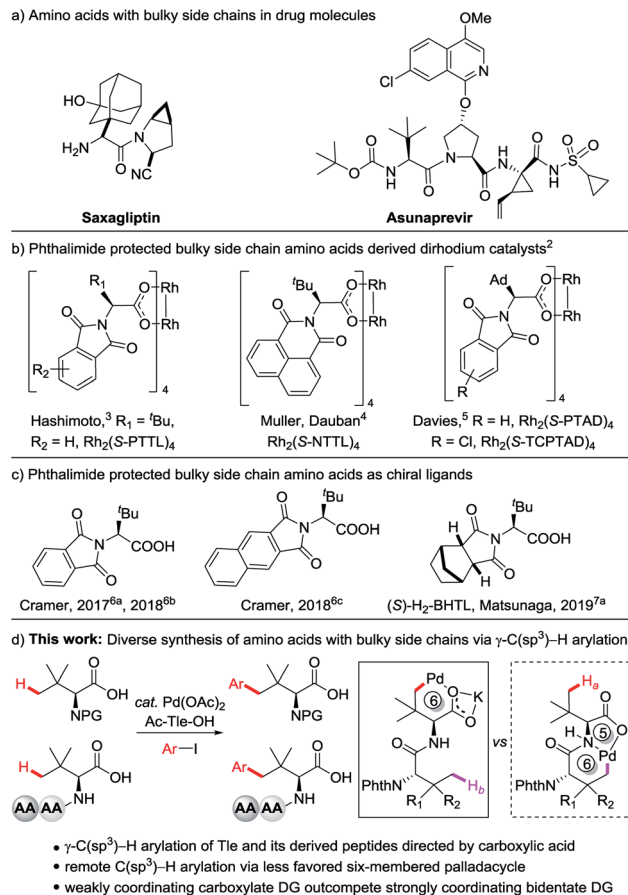 a) Amino acids with bulky side chains in drug molecules
OMe
Cl
N
O
HO
H₂N
N
O
NC
O
O
N
H
O
N
O
H
N
O
N
H
O
S
O
Saxagliptin
Asunaprevir
b) Phthalimide protected bulky side chain amino acids derived dirhodium catalysts²
R₁
O
O
Rh
Rh
O
N
O
R₂
4
ᵗBu
O
O
Rh
Rh
O
N
O
4
Ad
O
O
Rh
Rh
O
N
O
R
4
Hashimoto,³ R₁ = ᵗBu,
R₂ = H, Rh₂(S-PTTL)₄
Muller, Dauban⁴
Rh₂(S-NTTL)₄
Davies,⁵ R = H, Rh₂(S-PTAD)₄
R = Cl, Rh₂(S-TCPTAD)₄
c) Phthalimide protected bulky side chain amino acids as chiral ligands
O
ᵗBu
N
COOH
O
O
ᵗBu
N
COOH
O
H
O
ᵗBu
N
COOH
H
O
Cramer, 2017⁶ᵃ, 2018⁶ᵇ
Cramer, 2018⁶ᶜ
(S)-H₂-BHTL, Matsunaga, 2019⁷ᵃ
d) This work: Diverse synthesis of amino acids with bulky side chains via γ-C(sp³)–H arylation
H
O
OH
NPG
cat. Pd(OAc)₂
Ac-Tle-OH
Ar–I
Ar
O
OH
NPG
H
O
OH
NH
AA AA
Ar
O
OH
NH
AA AA
Pd
6
O
K
O
NH
O
PhthN
Hb
R₁ R₂
vs
Ha
O
H
N
5
O
Pd
O
6
PhthN
R₁ R₂
• γ-C(sp³)–H arylation of Tle and its derived peptides directed by carboxylic acid
• remote C(sp³)–H arylation via less favored six-membered palladacycle
• weakly coordinating carboxylate DG outcompete strongly coordinating bidentate DG